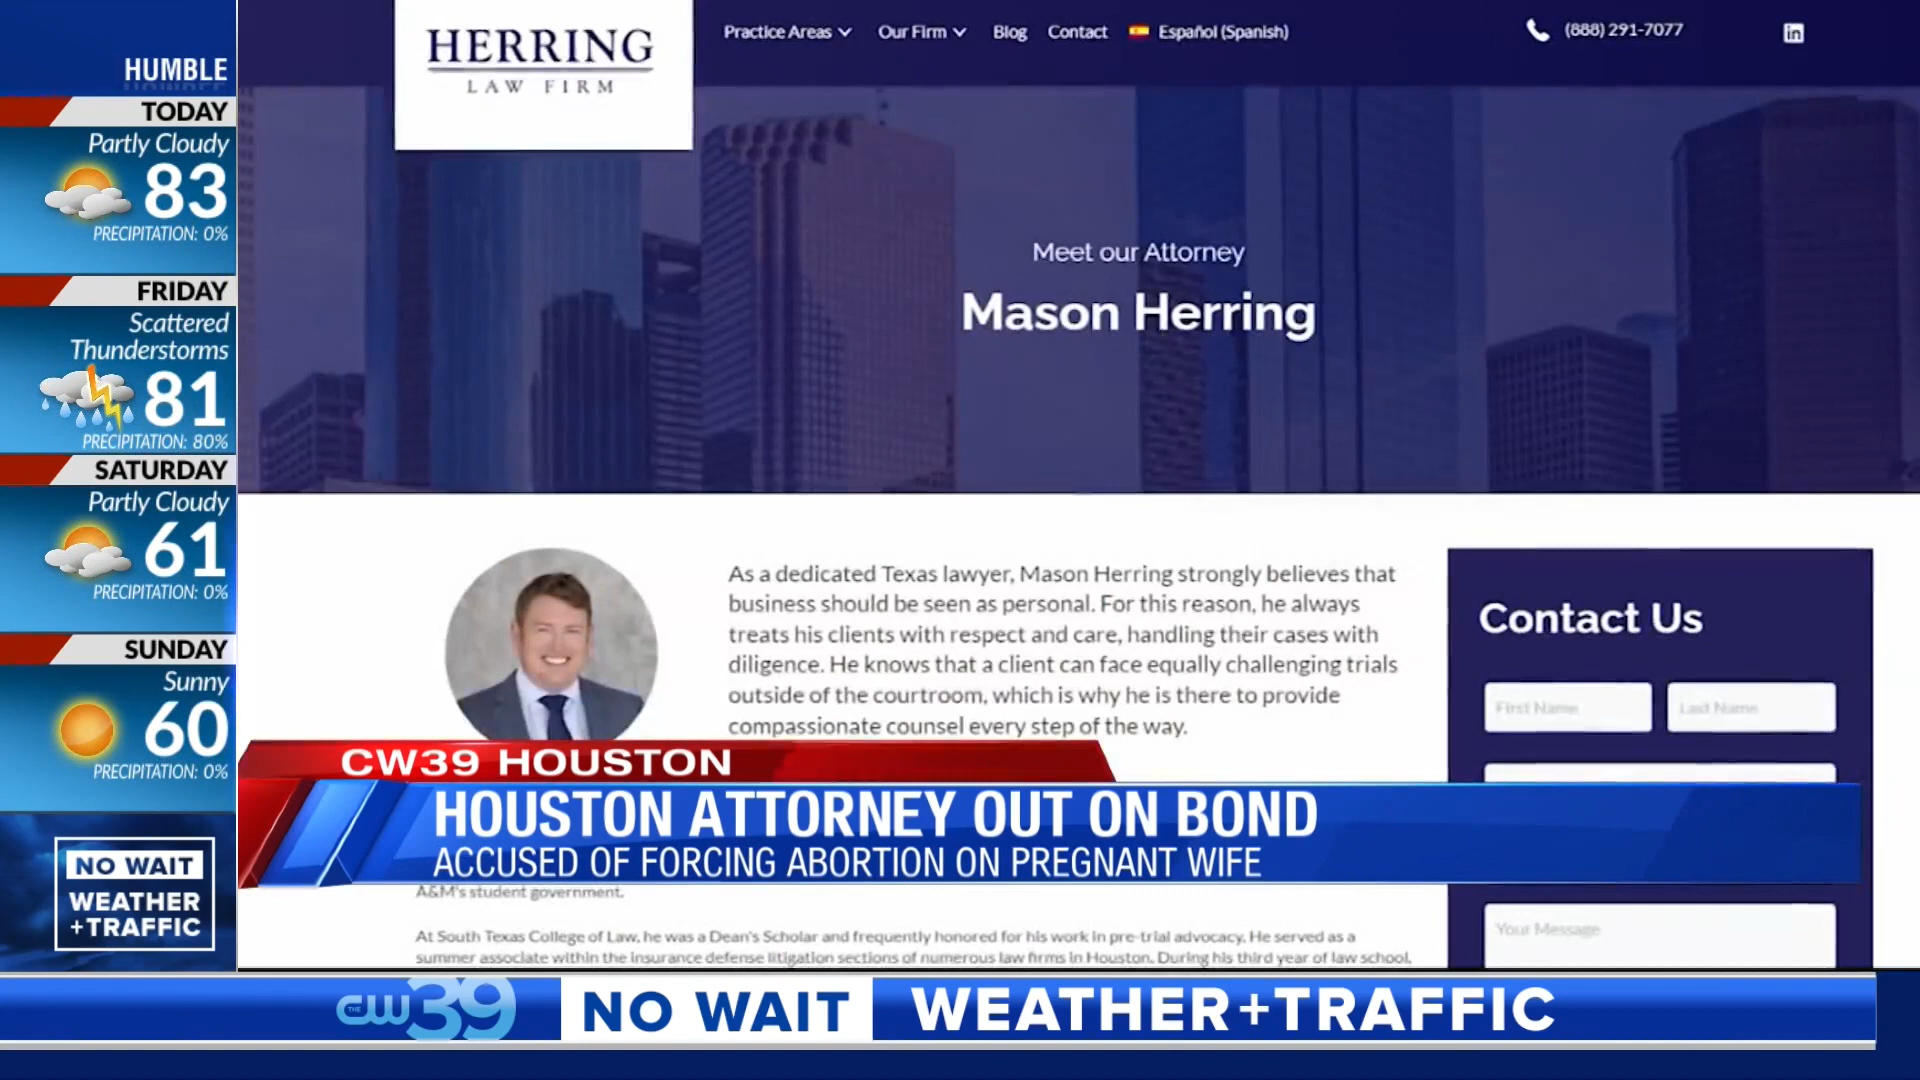 HUMBLE
TODAY
Partly Cloudy
83
PRECIPITATION: 0%
FRIDAY
Scattered
Thunderstorms
81
PRECIPITATION: 80%
SATURDAY
Partly Cloudy
61
PRECIPITATION: 0%
SUNDAY
Sunny
60
PRECIPITATION: 0%
NO WAIT
WEATHER
+TRAFFIC
HERRING
LAW FIRM
Practice Areas Our Firm Blog Contact Español (Spanish) (888) 291-7077 in
Meet our Attorney
Mason Herring
As a dedicated Texas lawyer, Mason Herring strongly believes that
business should be seen as personal. For this reason, he always
treats his clients with respect and care, handling their cases with
diligence. He knows that a client can face equally challenging trials
outside of the courtroom, which is why he is there to provide
compassionate counsel every step of the way.
Contact Us
First Name Last Name
CW39 HOUSTON
HOUSTON ATTORNEY OUT ON BOND
ACCUSED OF FORCING ABORTION ON PREGNANT WIFE
A&M's student government.
At South Texas College of Law, he was a Dean's Scholar and frequently honored for his work in pre-trial advocacy. He served as a
summer associate within the insurance defense litigation sections of numerous law firms in Houston. During his third year of law school,
Your Message
THE CW39 NO WAIT WEATHER+TRAFFIC